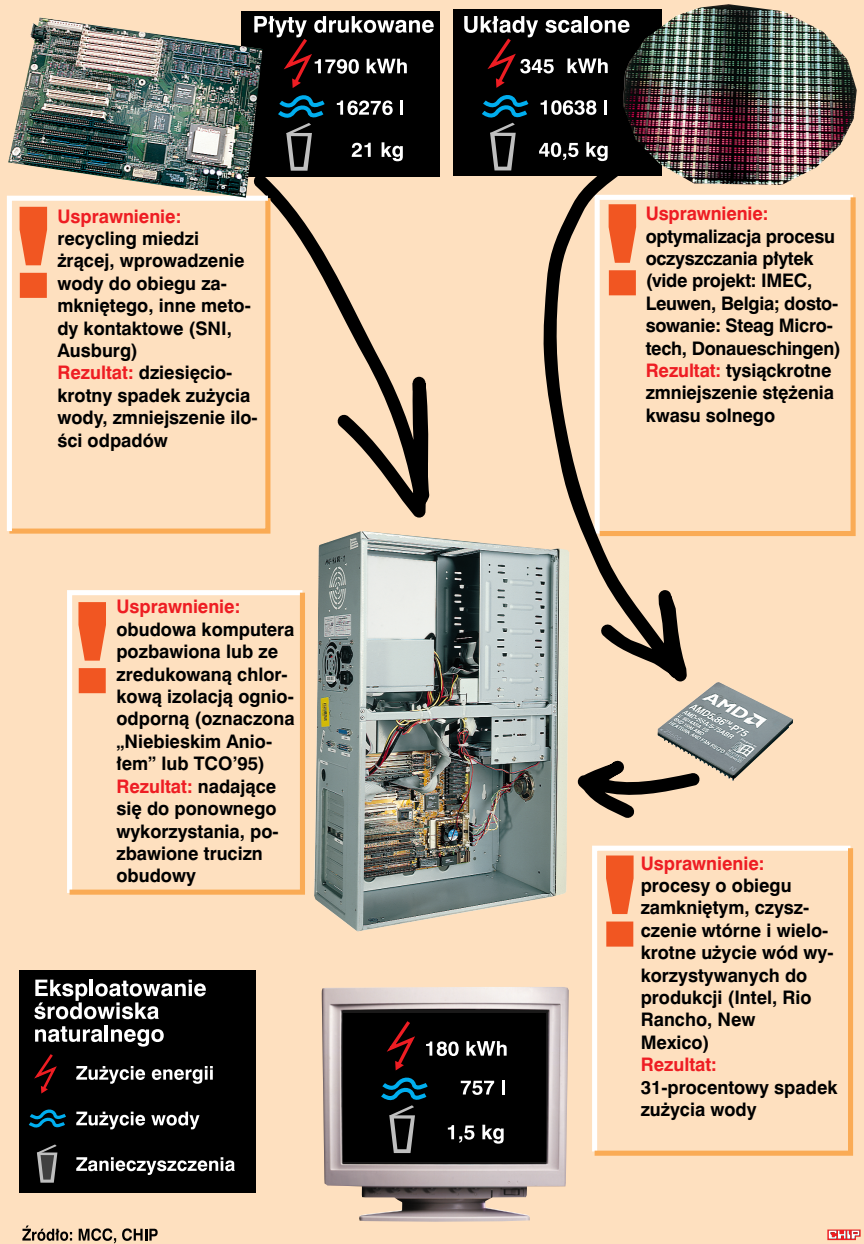 Płyty drukowane
1790 kWh
16276 l
21 kg
Układy scalone
345 kWh
10638 l
40,5 kg
Usprawnienie:
recycling miedzi
żrącej, wprowadzenie
wody do obiegu za-
mkniętego, inne meto-
dy kontaktowe (SNI,
Ausburg)
Rezultat: dziesięcio-
krotny spadek zużycia
wody, zmniejszenie ilo-
ści odpadów
Usprawnienie:
optymalizacja procesu
oczyszczania płytek
(vide projekt: IMEC,
Leuwen, Belgia; dosto-
sowanie: Steag Micro-
tech, Donaueschingen)
Rezultat: tysiąckrotne
zmniejszenie stężenia
kwasu solnego
Usprawnienie:
obudowa komputera
pozbawiona lub ze
zredukowaną chlor-
kową izolacją ognio-
odporną (oznaczona
„Niebieskim Anio-
łem” lub TCO’95)
Rezultat: nadające
się do ponownego
wykorzystania, po-
zbawione trucizn
obudowy
AMD
AMD5x86™-P75
Usprawnienie:
procesy o obiegu
zamkniętym, czysz-
czenie wtórne i wielo-
krotne użycie wód wy-
korzystywanych do
produkcji (Intel, Rio
Rancho, New
Mexico)
Rezultat:
31-procentowy spadek
zużycia wody
Eksploatowanie
środowiska
naturalnego
Zużycie energii
Zużycie wody
Zanieczyszczenia
180 kWh
757 l
1,5 kg
Źródło: MCC, CHIP
CHIP